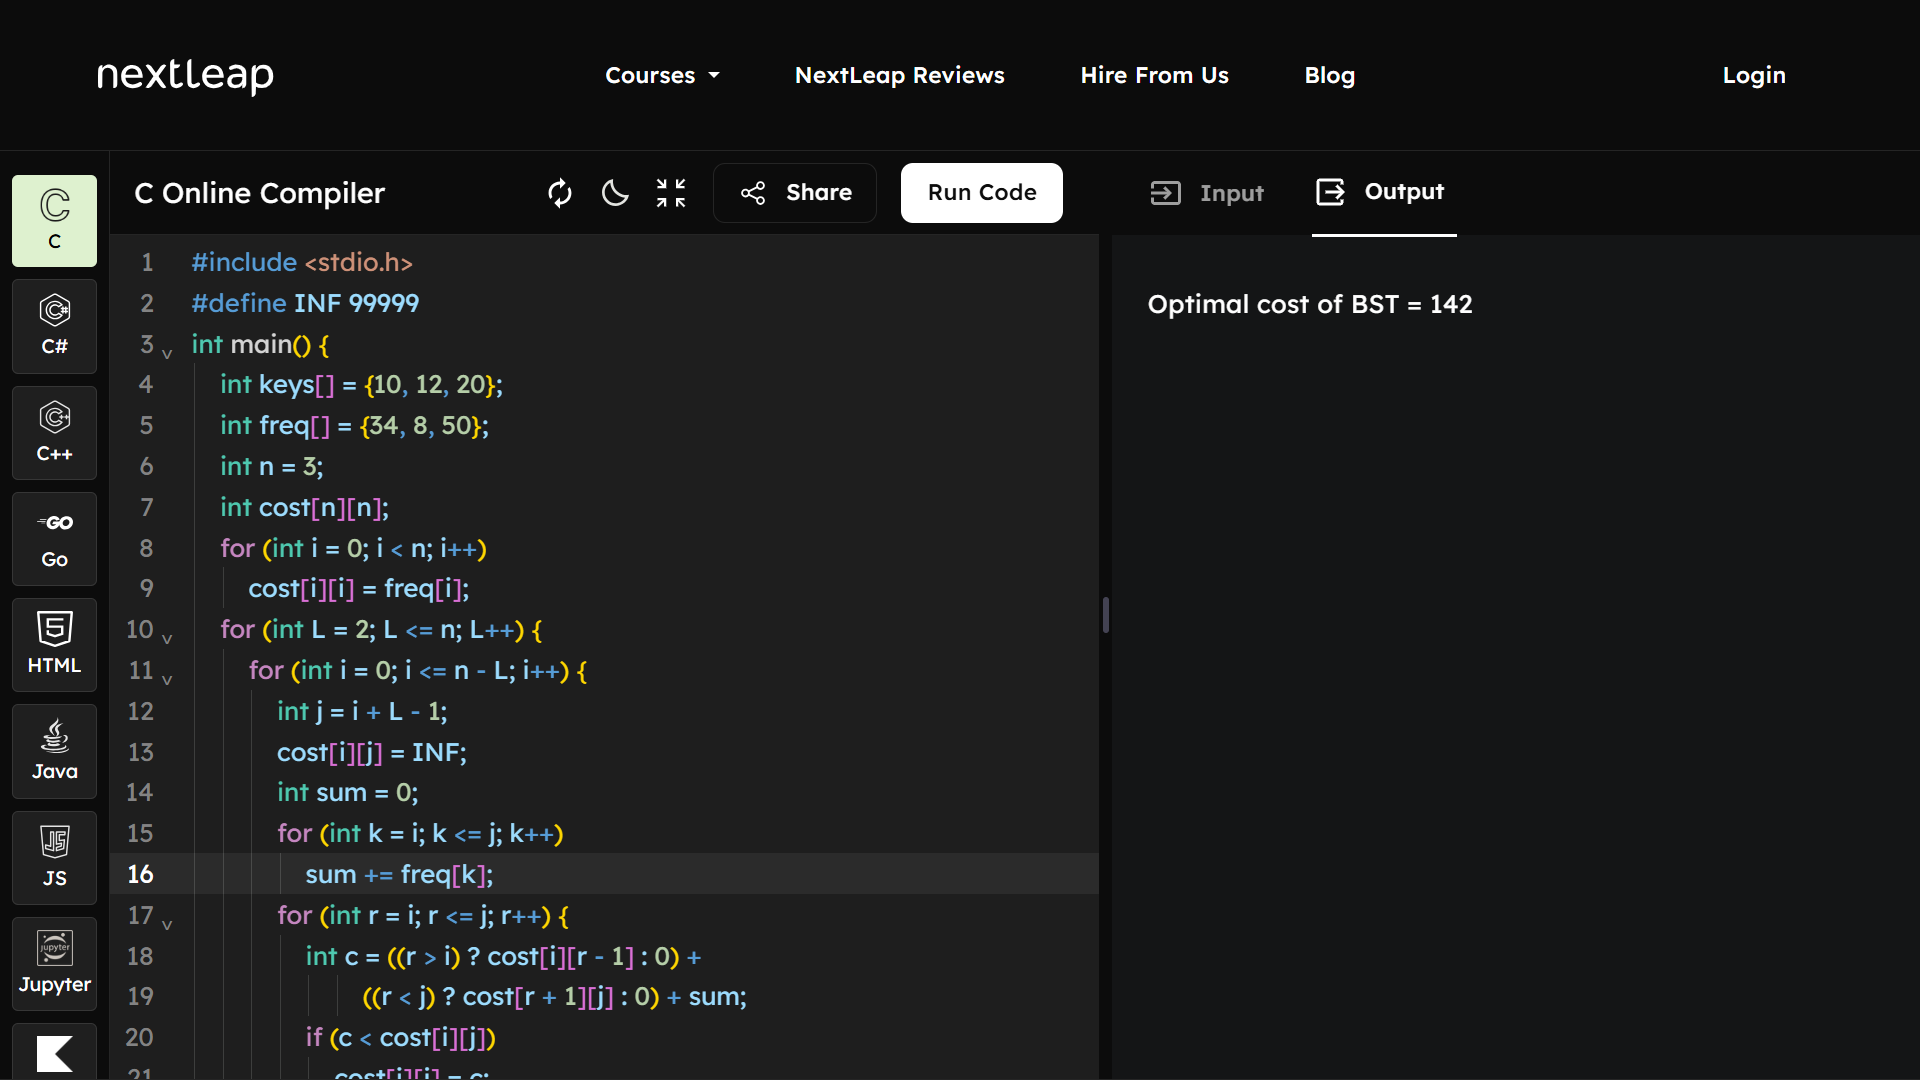 nextleap
Courses
NextLeap Reviews
Hire From Us
Blog
Login
C
C#
C++
GO
Go
HTML
Java
JS
jupyter
Jupyter
C Online Compiler
Share
Run Code
1 #include <stdio.h>
2 #define INF 99999
3 int main() {
4 int keys[] = {10, 12, 20};
5 int freq[] = {34, 8, 50};
6 int n = 3;
7 int cost[n][n];
8 for (int i = 0; i < n; i++)
9 cost[i][i] = freq[i];
10 for (int L = 2; L <= n; L++) {
11 for (int i = 0; i <= n - L; i++) {
12 int j = i + L - 1;
13 cost[i][j] = INF;
14 int sum = 0;
15 for (int k = i; k <= j; k++)
16 sum += freq[k];
17 for (int r = i; r <= j; r++) {
18 int c = ((r > i) ? cost[i][r - 1] : 0) +
19 ((r < j) ? cost[r + 1][j] : 0) + sum;
20 if (c < cost[i][j])
21 cost[i][j] = c;
Input
Output
Optimal cost of BST = 142